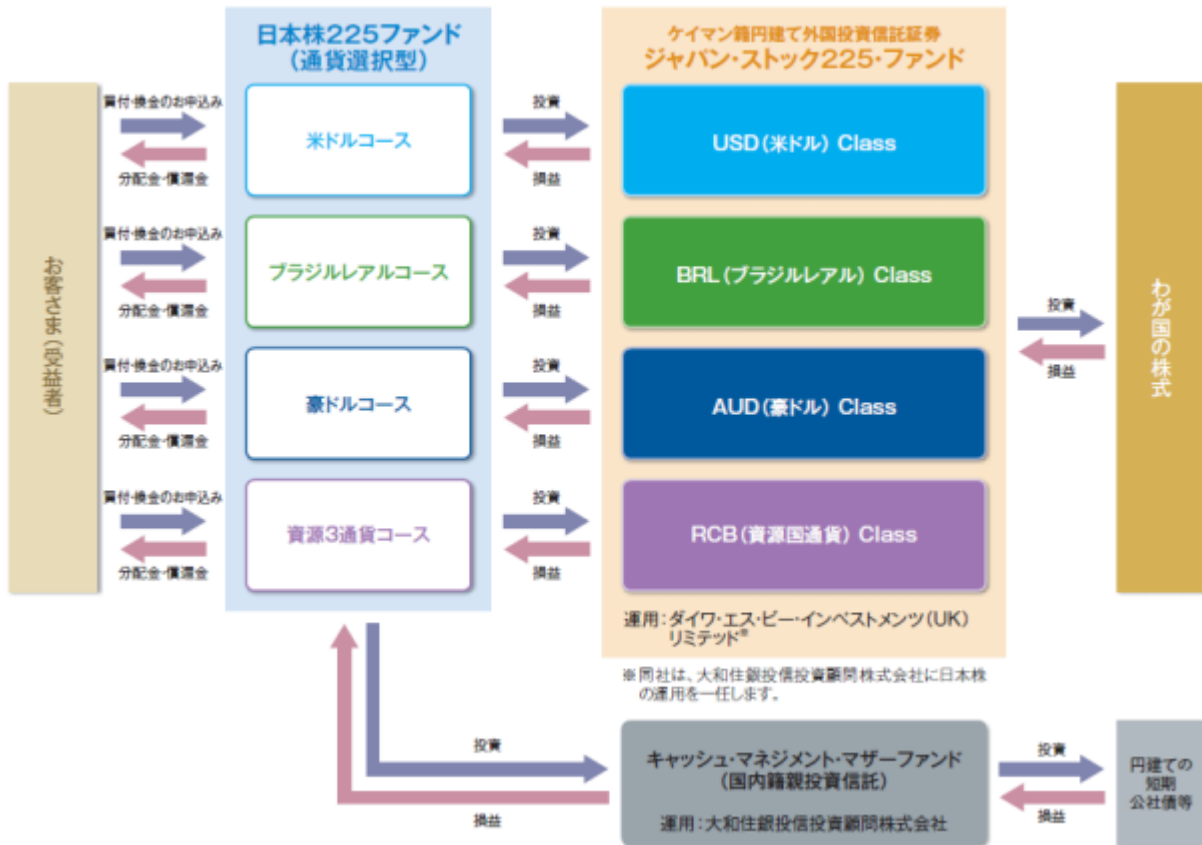 日本株225ファンド
(通貨選択型)
ケイマン籍円建て外国投資信託証券
ジャパン・ストック225・ファンド
お客さま(受益者)
買付・換金のお申込み
分配金・償還金
米ドルコース
投資
損益
USD(米ドル) Class
買付・換金のお申込み
分配金・償還金
ブラジルレアルコース
投資
損益
BRL(ブラジルレアル) Class
買付・換金のお申込み
分配金・償還金
豪ドルコース
投資
損益
AUD(豪ドル) Class
買付・換金のお申込み
分配金・償還金
資源3通貨コース
投資
損益
RCB(資源国通貨) Class
投資
損益
わが国の株式
運用:ダイワ・エス・ビー・インベストメンツ(UK)
リミテッド※
※同社は、大和住銀投信投資顧問株式会社に日本株
の運用を一任します。
投資
損益
キャッシュ・マネジメント・マザーファンド
(国内籍親投資信託)
運用:大和住銀投信投資顧問株式会社
投資
損益
円建ての
短期
公社債等